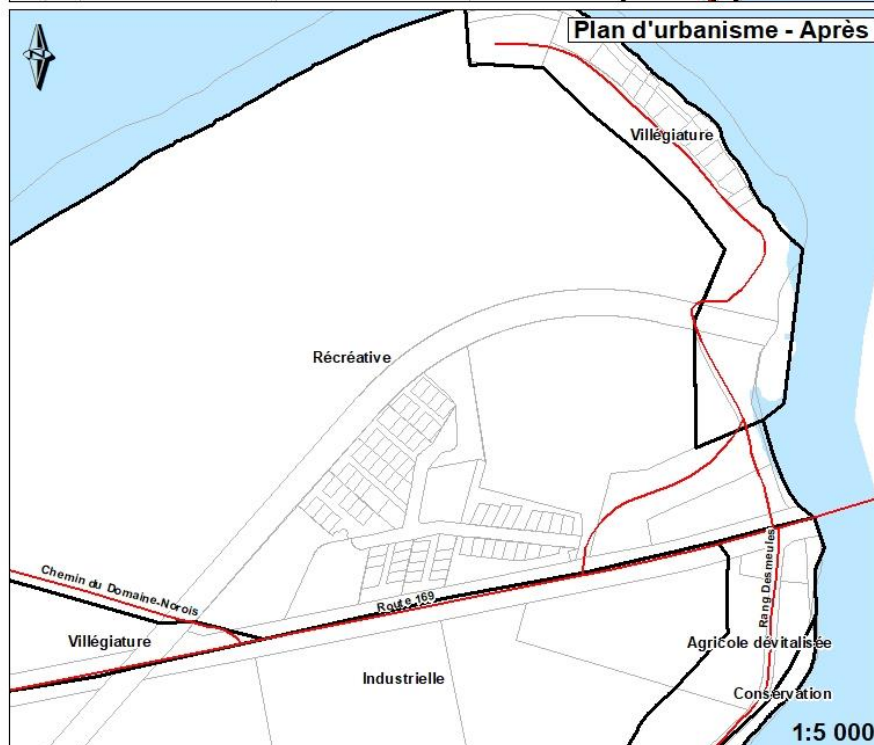 Plan d'urbanisme - Après
N
Villégiature
Récréative
Chemin du Domaine-Norois
Route 169
Rang Desmeules
Villégiature
Agricole dévitalisée
Industrielle
Conservation
1:5 000